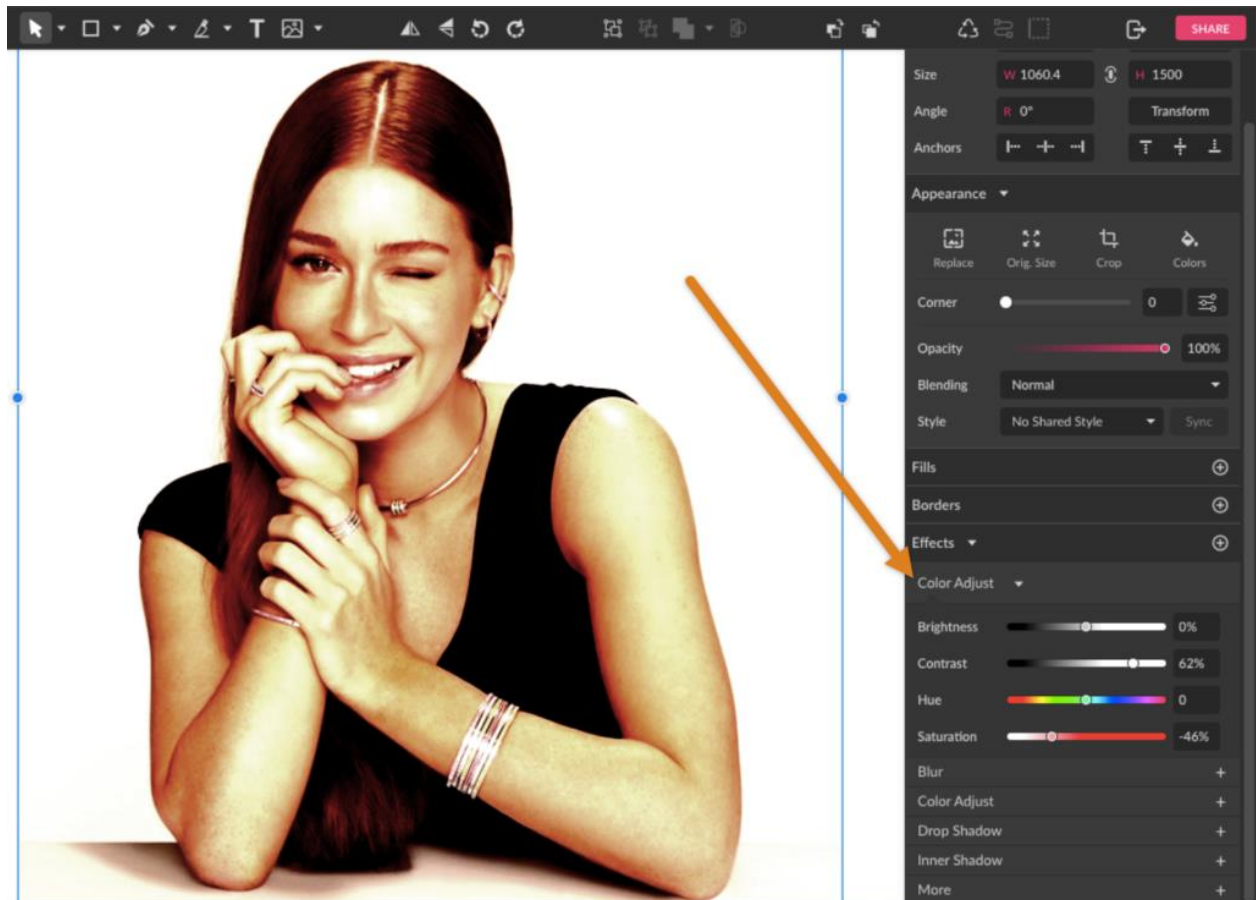 T
SHARE
Size W 1060.4 H 1500
Angle R 0° Transform
Anchors
Appearance
Replace Orig. Size Crop Colors
Corner 0
Opacity 100%
Blending Normal
Style No Shared Style Sync
Fills
Borders
Effects
Color Adjust
Brightness 0%
Contrast 62%
Hue 0
Saturation -46%
Blur +
Color Adjust +
Drop Shadow +
Inner Shadow +
More +